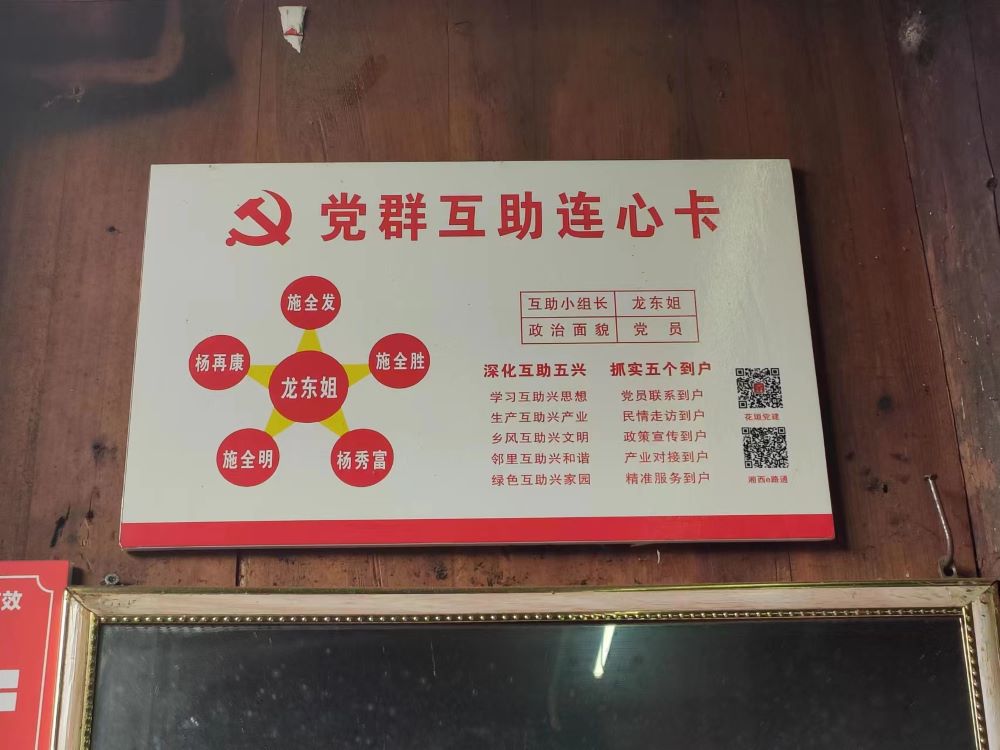 党群互助连心卡
施全发
杨再康
施全胜
龙东姐
施全明
杨秀富
互助小组长 龙东姐
政治面貌 党员
深化互助五兴 抓实五个到户
学习互助兴思想 党员联系到户
生产互助兴产业 民情走访到户
乡风互助兴文明 政策宣传到户
邻里互助兴和谐 产业对接到户
绿色互助兴家园 精准服务到户
花垣党建
湘西e路通
效